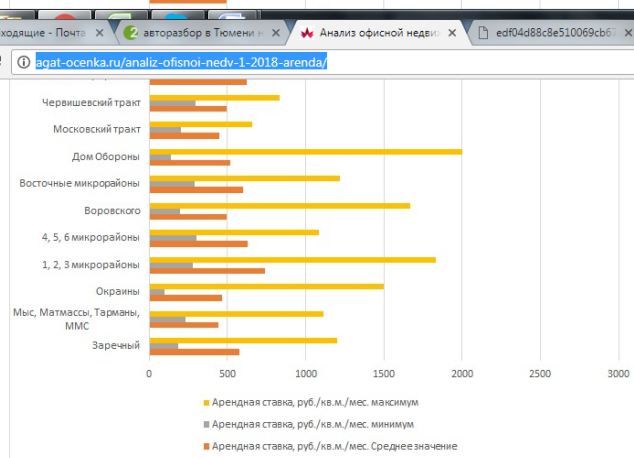 ходящие - Почта
авторазбор в Тюмени н
Анализ офисной недви
edf04d88c8e510069cb67
agat-ocenka.ru/analiz-ofisnoi-nedv-1-2018-arenda/
Червишевский тракт
Московский тракт
Дом Обороны
Восточные микрорайоны
Воровского
4, 5, 6 микрорайоны
1, 2, 3 микрорайоны
Окраины
Мыс, Матмассы, Тарманы,
ММС
Заречный
0 500 1000 1500 2000 2500 3000
Арендная ставка, руб./кв.м./мес. максимум
Арендная ставка, руб./кв.м./мес. минимум
Арендная ставка, руб./кв.м./мес. Среднее значение